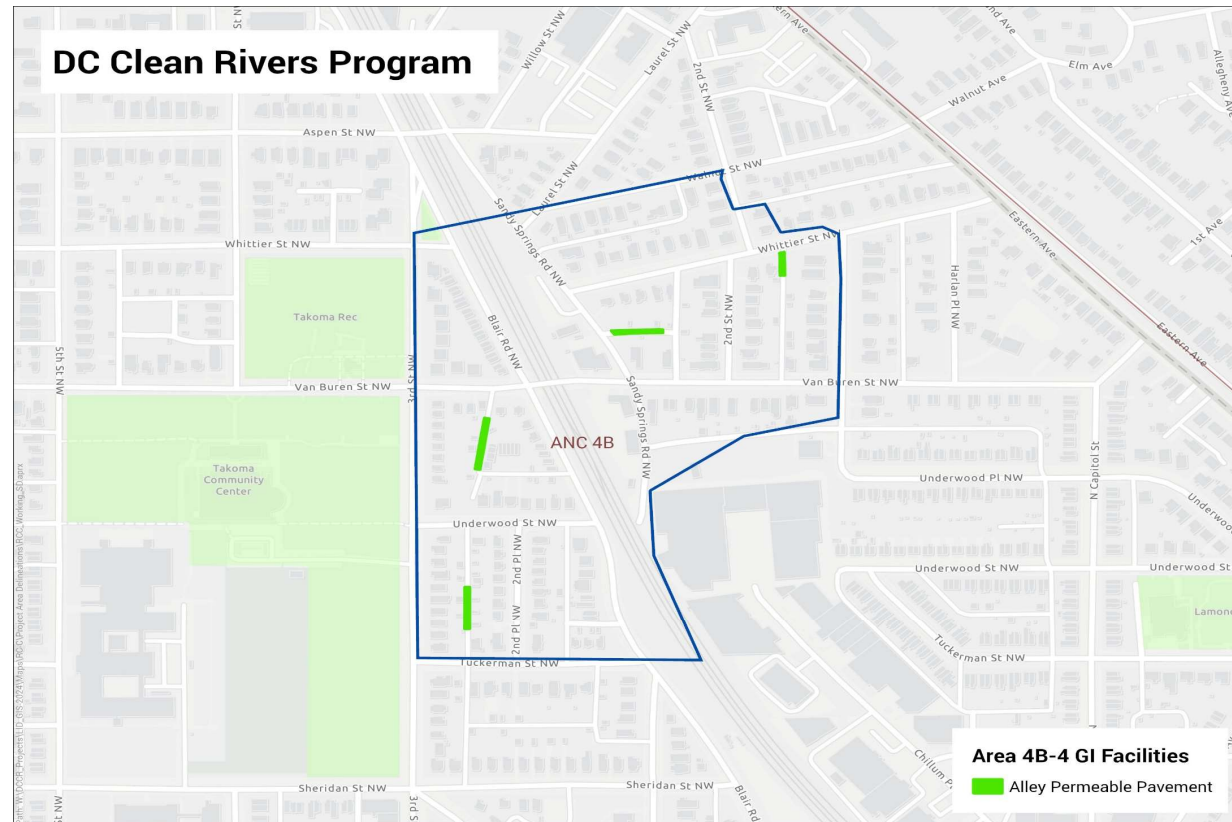 DC Clean Rivers Program
Willow St NW
Laurel St NW
2nd St NW
Elm Ave
Walnut Ave
Allegheny Ave
Aspen St NW
Walnut St NW
Laurel St NW
Sandy Springs Rd NW
Eastern Ave
1st Ave
Whittier St NW
Whittier St NW
Harlan Pl NW
Takoma Rec
Blair Rd NW
2nd St NW
Eastern Ave
5th St NW
3rd St NW
Van Buren St NW
Van Buren St NW
Sandy Springs Rd NW
ANC 4B
N Capitol St
Takoma
Community
Center
Underwood Pl NW
Underwood
Underwood St NW
2nd Pl NW
Underwood St NW
Underwood St
2nd Pl NW
Tuckerman St NW
Tuckerman St NW
Chillum P
Sheridan St NW
Sheridan St NW
3rd S
Blair Rd
Area 4B-4 GI Facilities
Alley Permeable Pavement